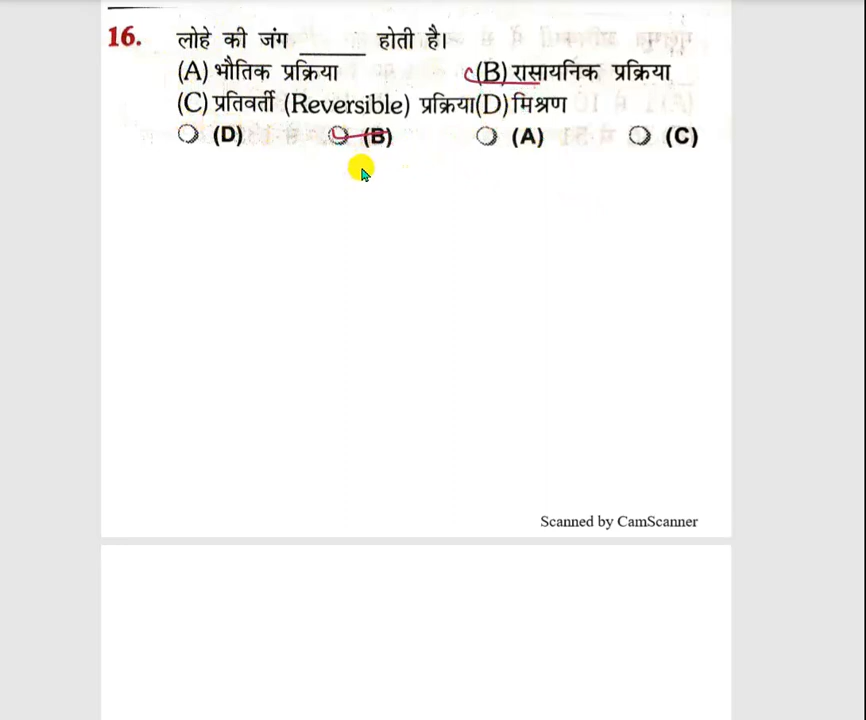 16. लोहे की जंग ______ होती है।
(A) भौतिक प्रक्रिया (B) रासायनिक प्रक्रिया
(C) प्रतिवर्ती (Reversible) प्रक्रिया(D) मिश्रण
(D) (B) (A) (C)
Scanned by CamScanner